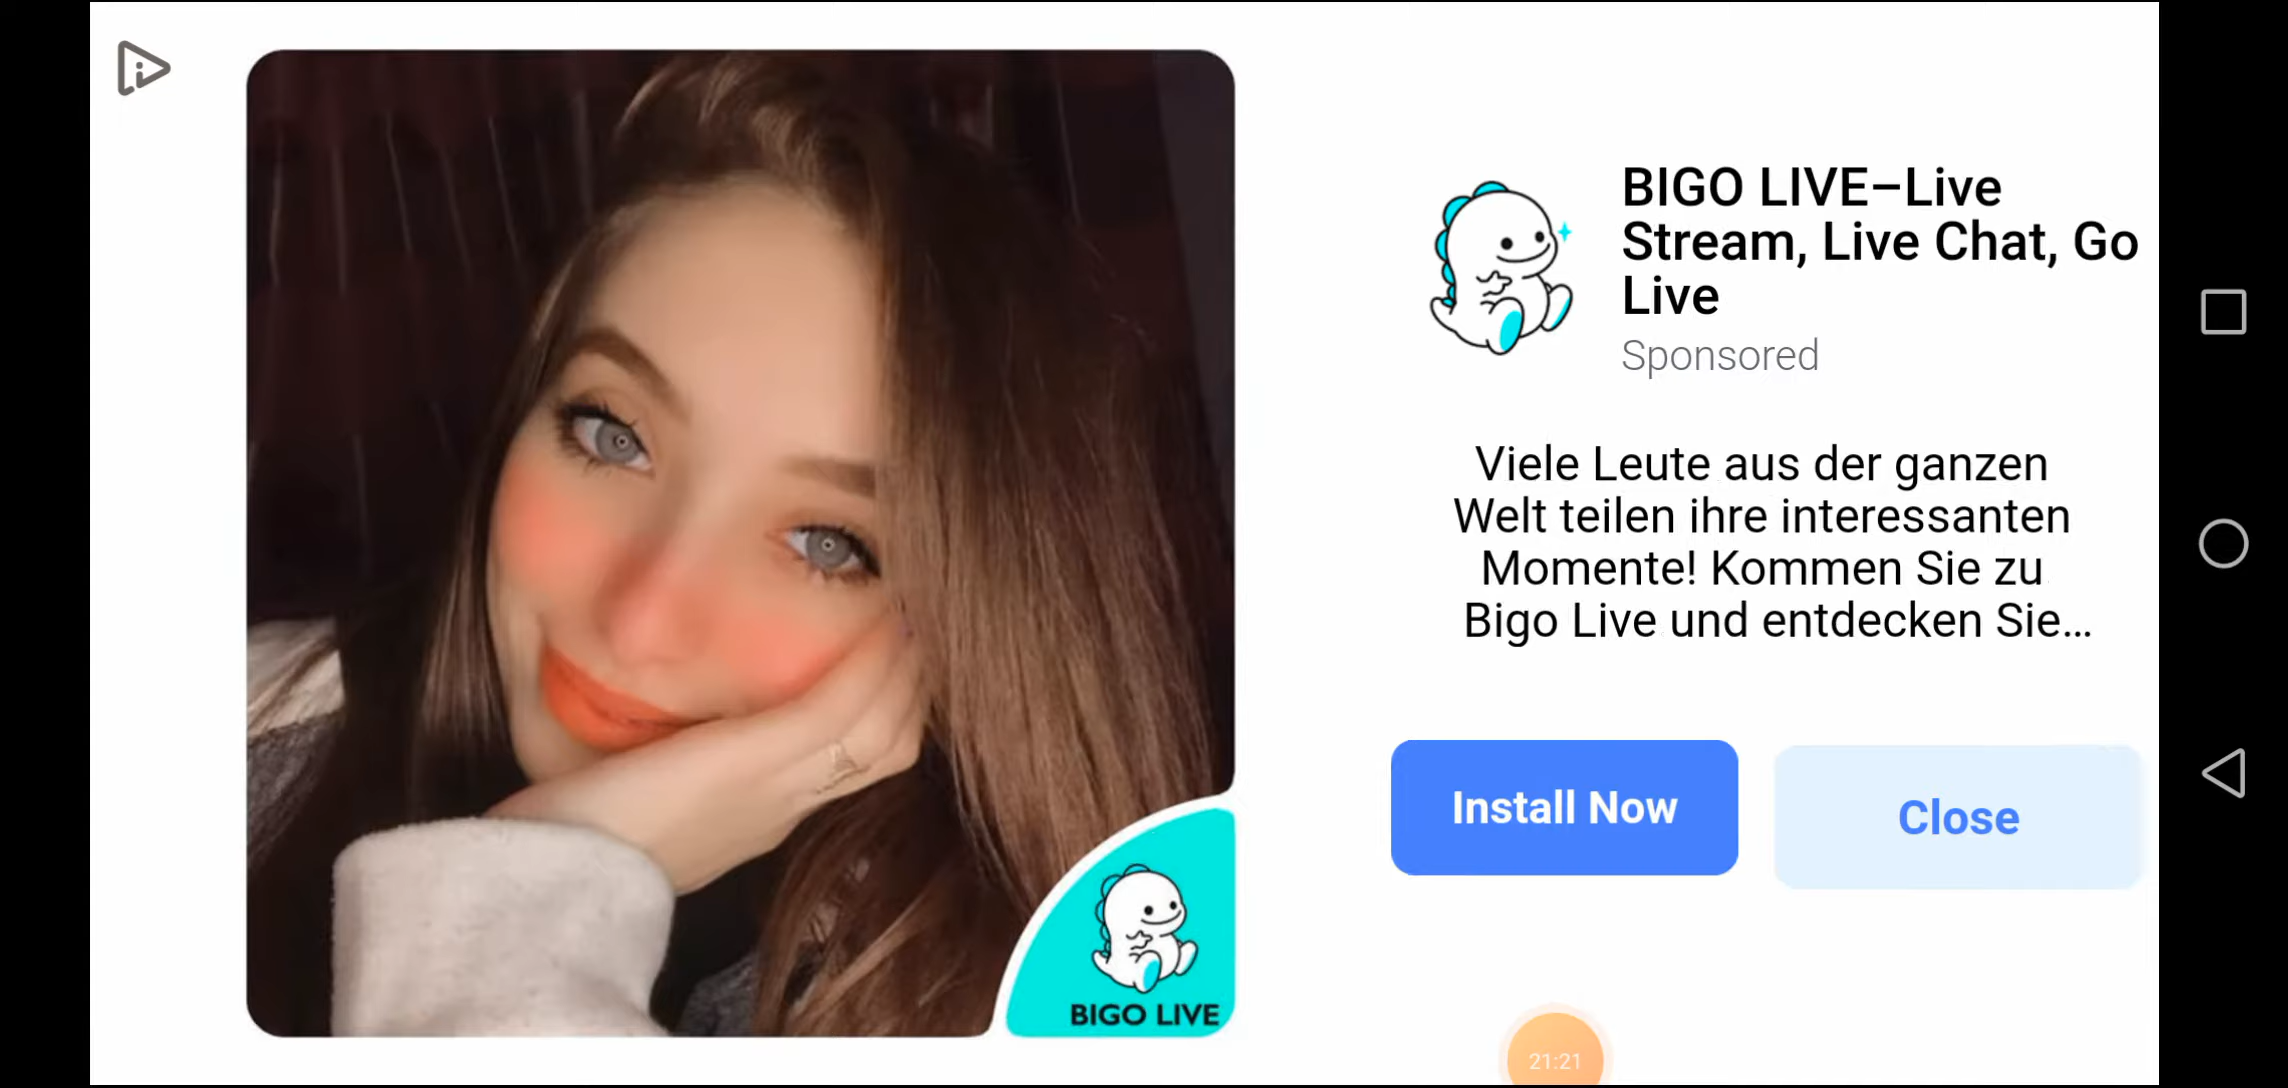 BIGO LIVE–Live
Stream, Live Chat, Go
Live
Sponsored
Viele Leute aus der ganzen
Welt teilen ihre interessanten
Momente! Kommen Sie zu
Bigo Live und entdecken Sie...
Install Now
Close
BIGO LIVE
21:21